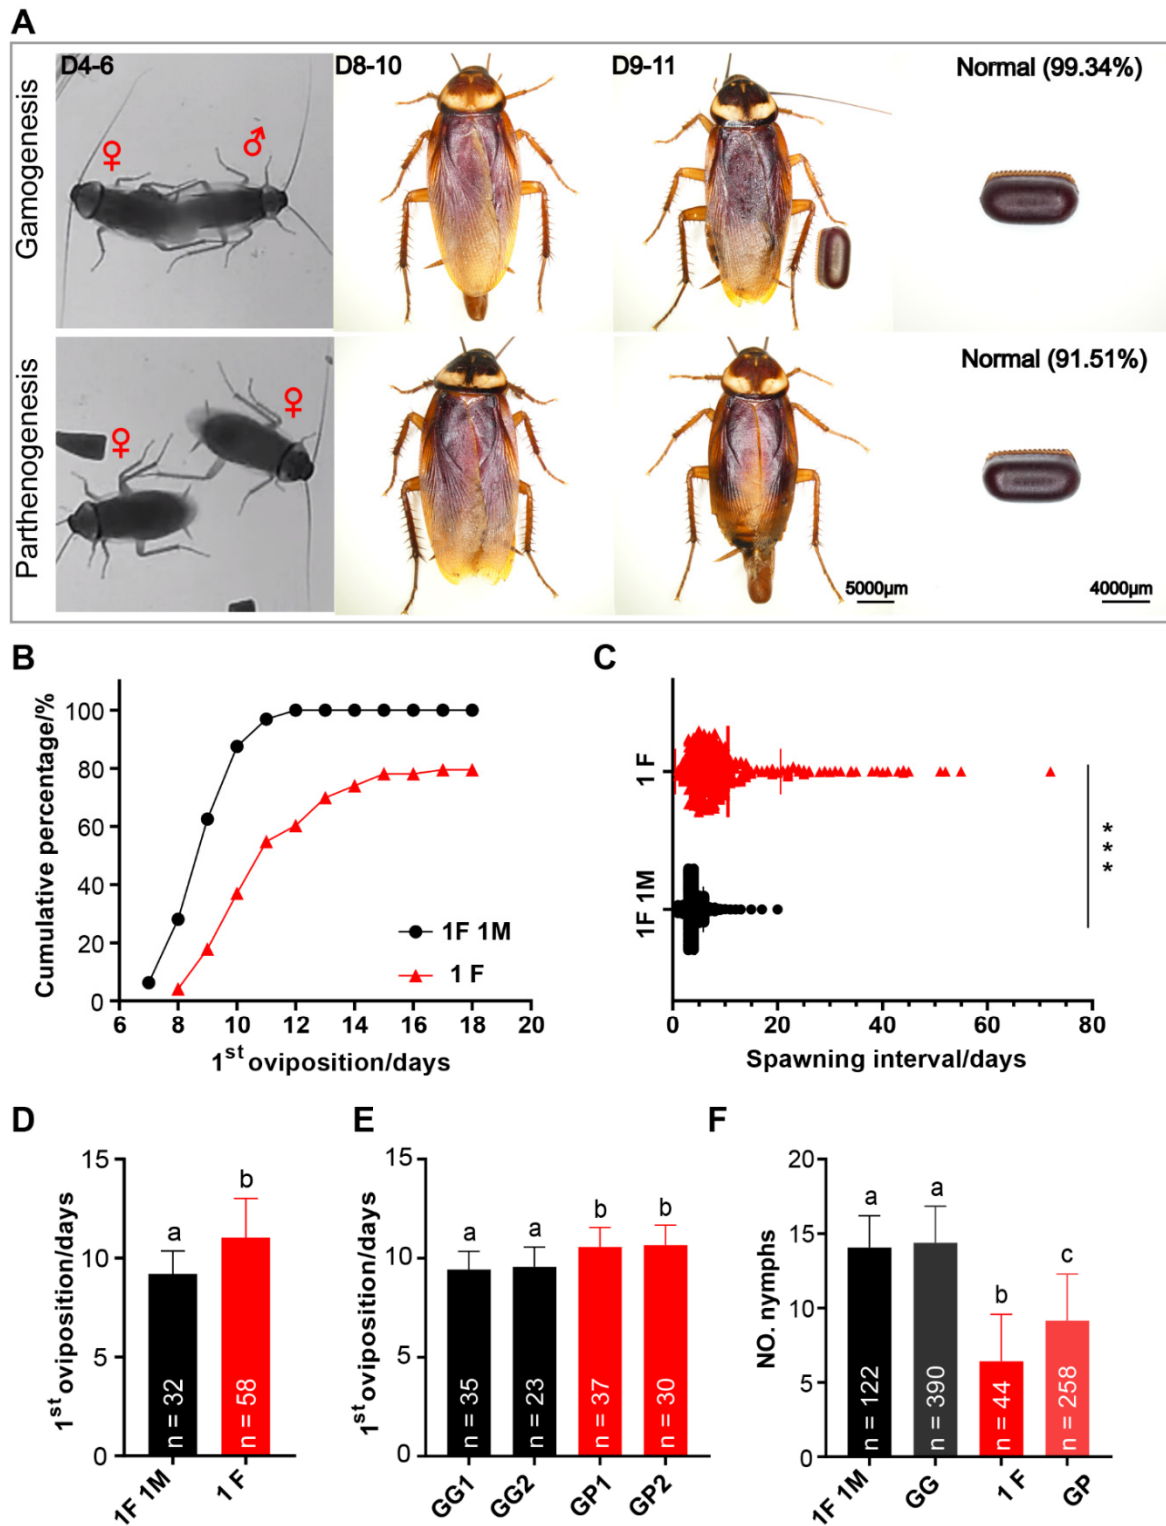 A
Gamogenesis
D4-6
♀
♂
D8-10
D9-11
Normal (99.34%)
Parthenogenesis
♀
♀
Normal (91.51%)
5000µm
4000µm
B
Cumulative percentage/%
100
80
60
40
20
0
6 8 10 12 14 16 18 20
1st oviposition/days
1F 1M
1 F
C
1 F
1F 1M
***
0 20 40 60 80
Spawning interval/days
D
1st oviposition/days
15
10
5
0
a
b
n = 32
n = 58
1F 1M
1 F
E
1st oviposition/days
15
10
5
0
a
a
b
b
n = 35
n = 23
n = 37
n = 30
GG1
GG2
GP1
GP2
F
NO. nymphs
20
15
10
5
0
a
a
b
c
n = 122
n = 390
n = 44
n = 258
1F 1M
GG
1 F
GP